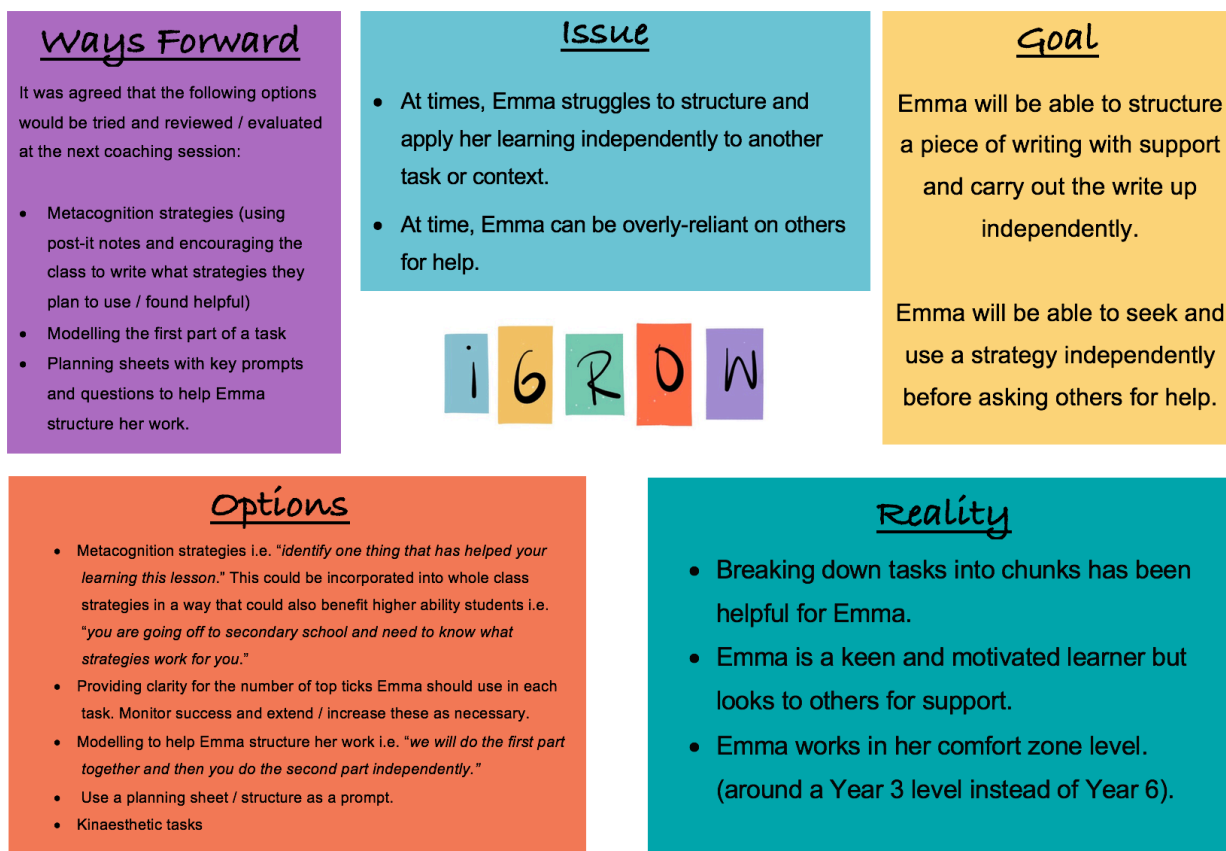 Ways Forward
It was agreed that the following options
would be tried and reviewed / evaluated
at the next coaching session:
• Metacognition strategies (using
post-it notes and encouraging the
class to write what strategies they
plan to use / found helpful)
• Modelling the first part of a task
• Planning sheets with key prompts
and questions to help Emma
structure her work.
Issue
• At times, Emma struggles to structure and
apply her learning independently to another
task or context.
• At time, Emma can be overly-reliant on others
for help.
Goal
Emma will be able to structure
a piece of writing with support
and carry out the write up
independently.
Emma will be able to seek and
use a strategy independently
before asking others for help.
iGROW
Options
• Metacognition strategies i.e. “identify one thing that has helped your
learning this lesson.” This could be incorporated into whole class
strategies in a way that could also benefit higher ability students i.e.
“you are going off to secondary school and need to know what
strategies work for you.”
• Providing clarity for the number of top ticks Emma should use in each
task. Monitor success and extend / increase these as necessary.
• Modelling to help Emma structure her work i.e. “we will do the first part
together and then you do the second part independently.”
• Use a planning sheet / structure as a prompt.
• Kinaesthetic tasks
Reality
• Breaking down tasks into chunks has been
helpful for Emma.
• Emma is a keen and motivated learner but
looks to others for support.
• Emma works in her comfort zone level.
(around a Year 3 level instead of Year 6).